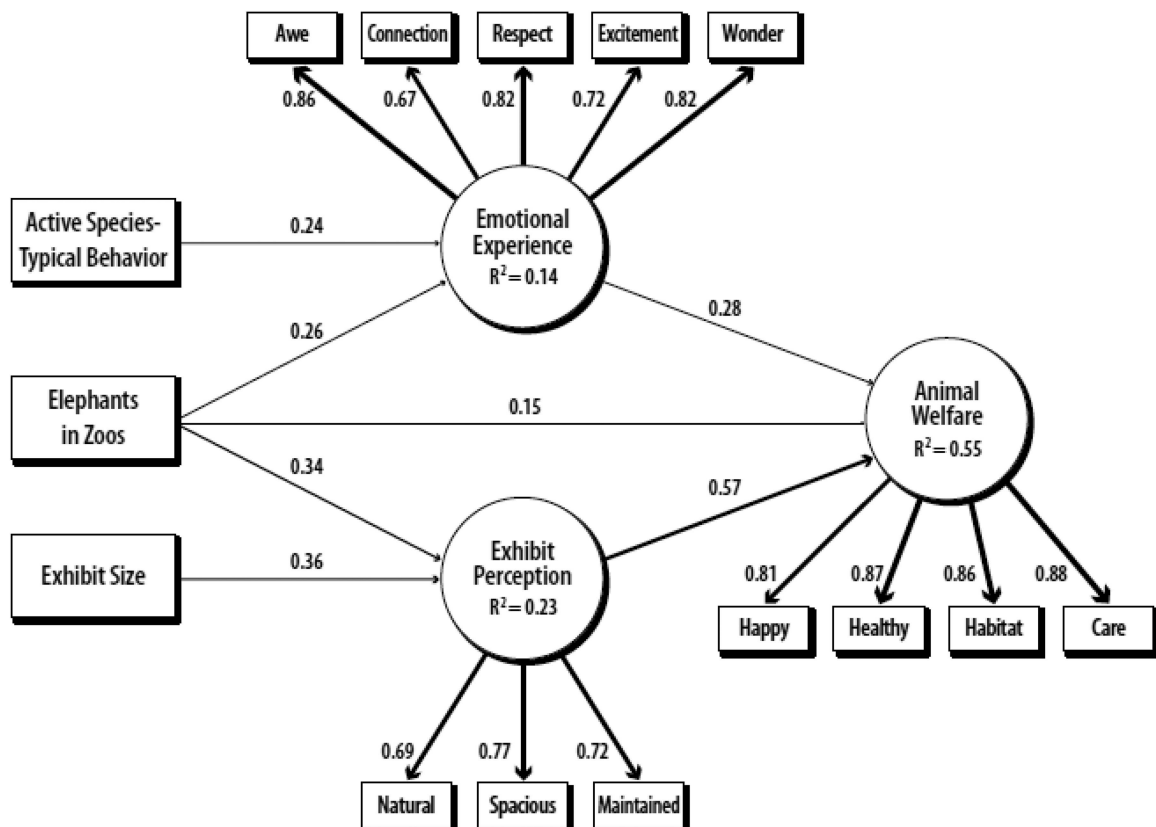 Awe
Connection
Respect
Excitement
Wonder
0.86
0.67
0.82
0.72
0.82
Active Species-
Typical Behavior
0.24
Emotional
Experience
R² = 0.14
0.26
0.28
Elephants
in Zoos
0.15
Animal
Welfare
R² = 0.55
0.34
0.57
Exhibit Size
0.36
Exhibit
Perception
R² = 0.23
0.81
0.87
0.86
0.88
Happy
Healthy
Habitat
Care
0.69
0.77
0.72
Natural
Spacious
Maintained